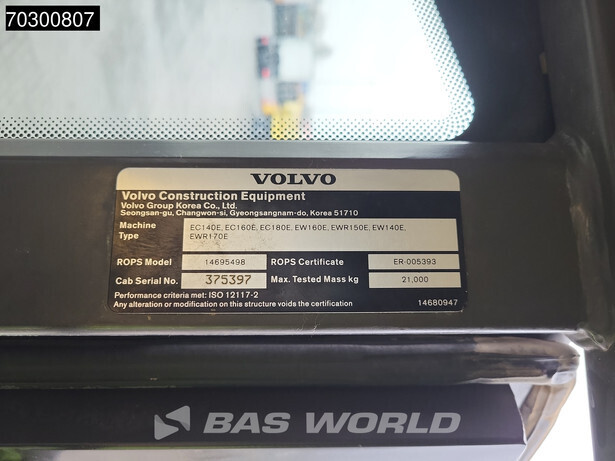 70300807
VOLVO
Volvo Construction Equipment
Volvo Group Korea Co., Ltd.
Seongsan-gu, Changwon-si, Gyeongsangnam-do, Korea 51710
Machine Type EC140E, EC160E, EC180E, EW160E, EWR150E, EW140E,
EWR170E
ROPS Model 14695498 ROPS Certificate ER-005393
Cab Serial No. 375397 Max. Tested Mass kg 21,000
Performance criteria met: ISO 12117-2
Any alteration or modification on this structure voids the certification 14680947
BAS WORLD